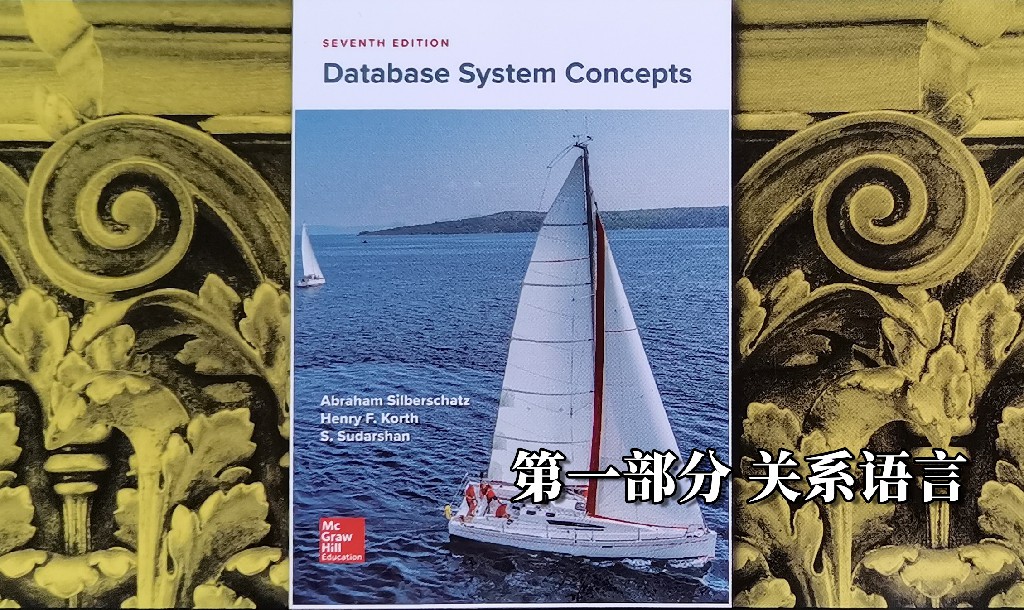 SEVENTH EDITION
Database System Concepts
Abraham Silberschatz
Henry F. Korth
S. Sudarshan
第一部分 关系语言
Mc
Graw
Hill
Education